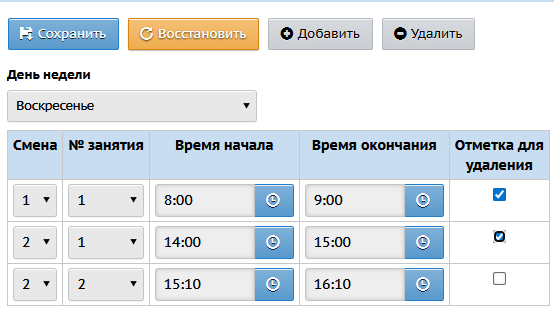 Сохранить Восстановить Добавить Удалить
День недели
Воскресенье
Смена № занятия Время начала Время окончания Отметка для
удаления
1 1 8:00 9:00
2 1 14:00 15:00
2 2 15:10 16:10